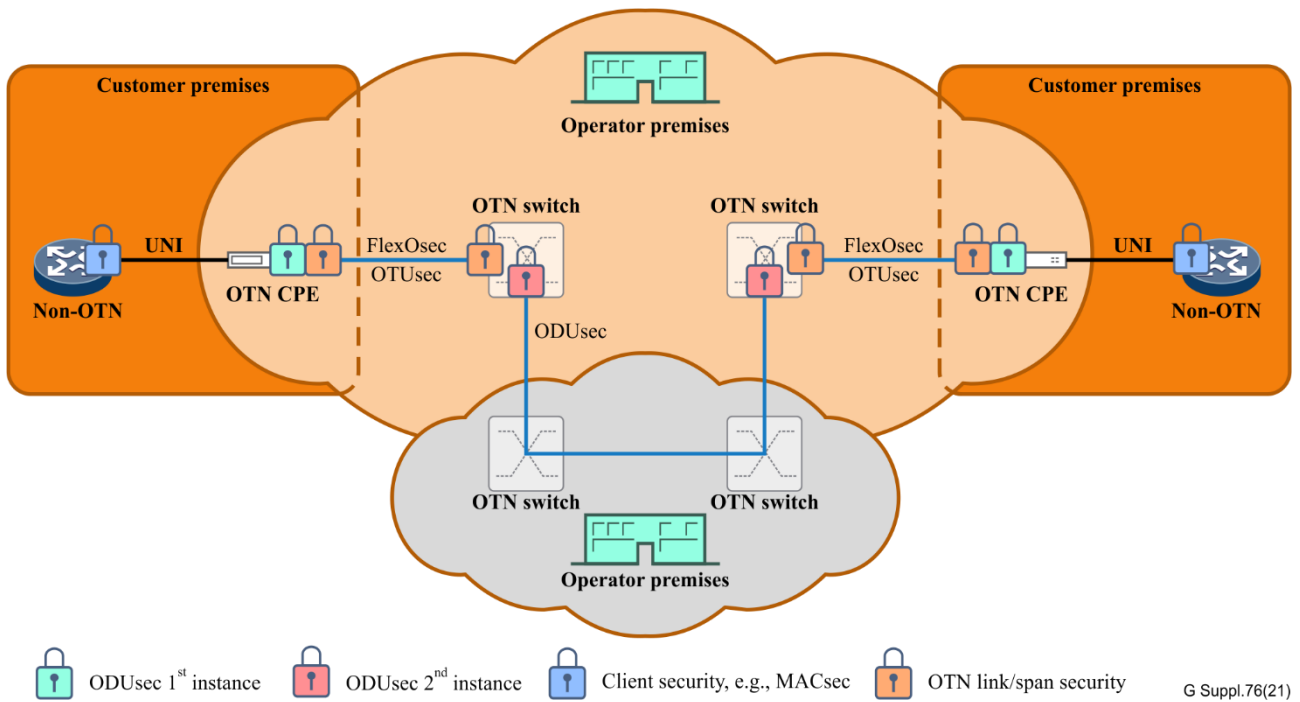 Customer premises
Customer premises
Operator premises
OTN switch
OTN switch
UNI
FlexOsec
FlexOsec
UNI
OTUsec
OTUsec
OTN CPE
OTN CPE
Non-OTN
Non-OTN
ODUsec
OTN switch
OTN switch
Operator premises
ODUsec 1st instance
ODUsec 2nd instance
Client security, e.g., MACsec
OTN link/span security
G Suppl.76(21)